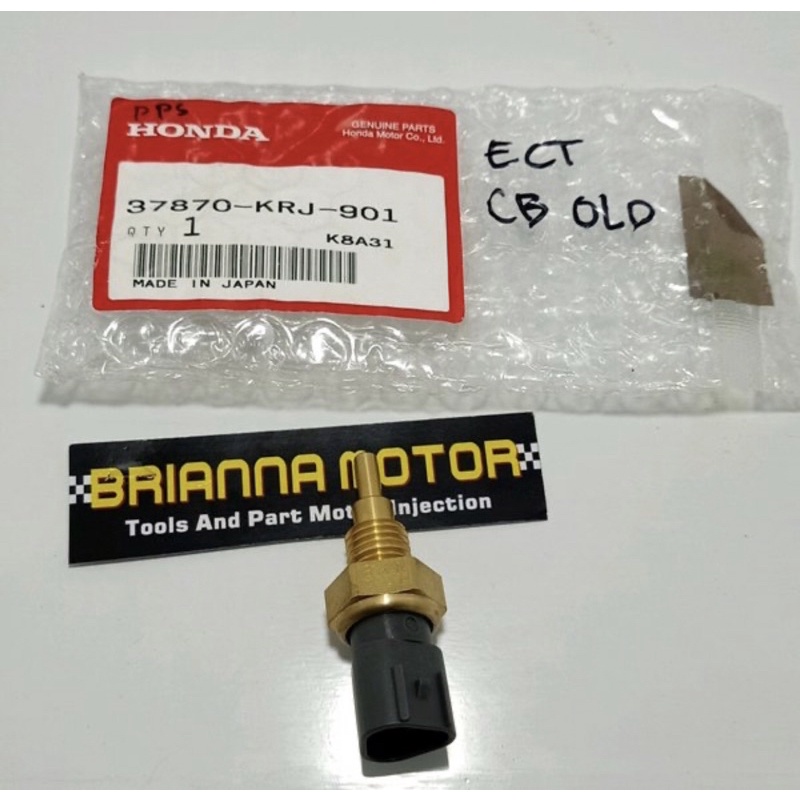 PPS
HONDA
GENUINE PARTS
Honda Motor Co., Ltd.
37870-KRJ-901
QTY 1
K8A31
MADE IN JAPAN
ECT
CB OLD
BRIANNA MOTOR
Tools And Part Motor Injection